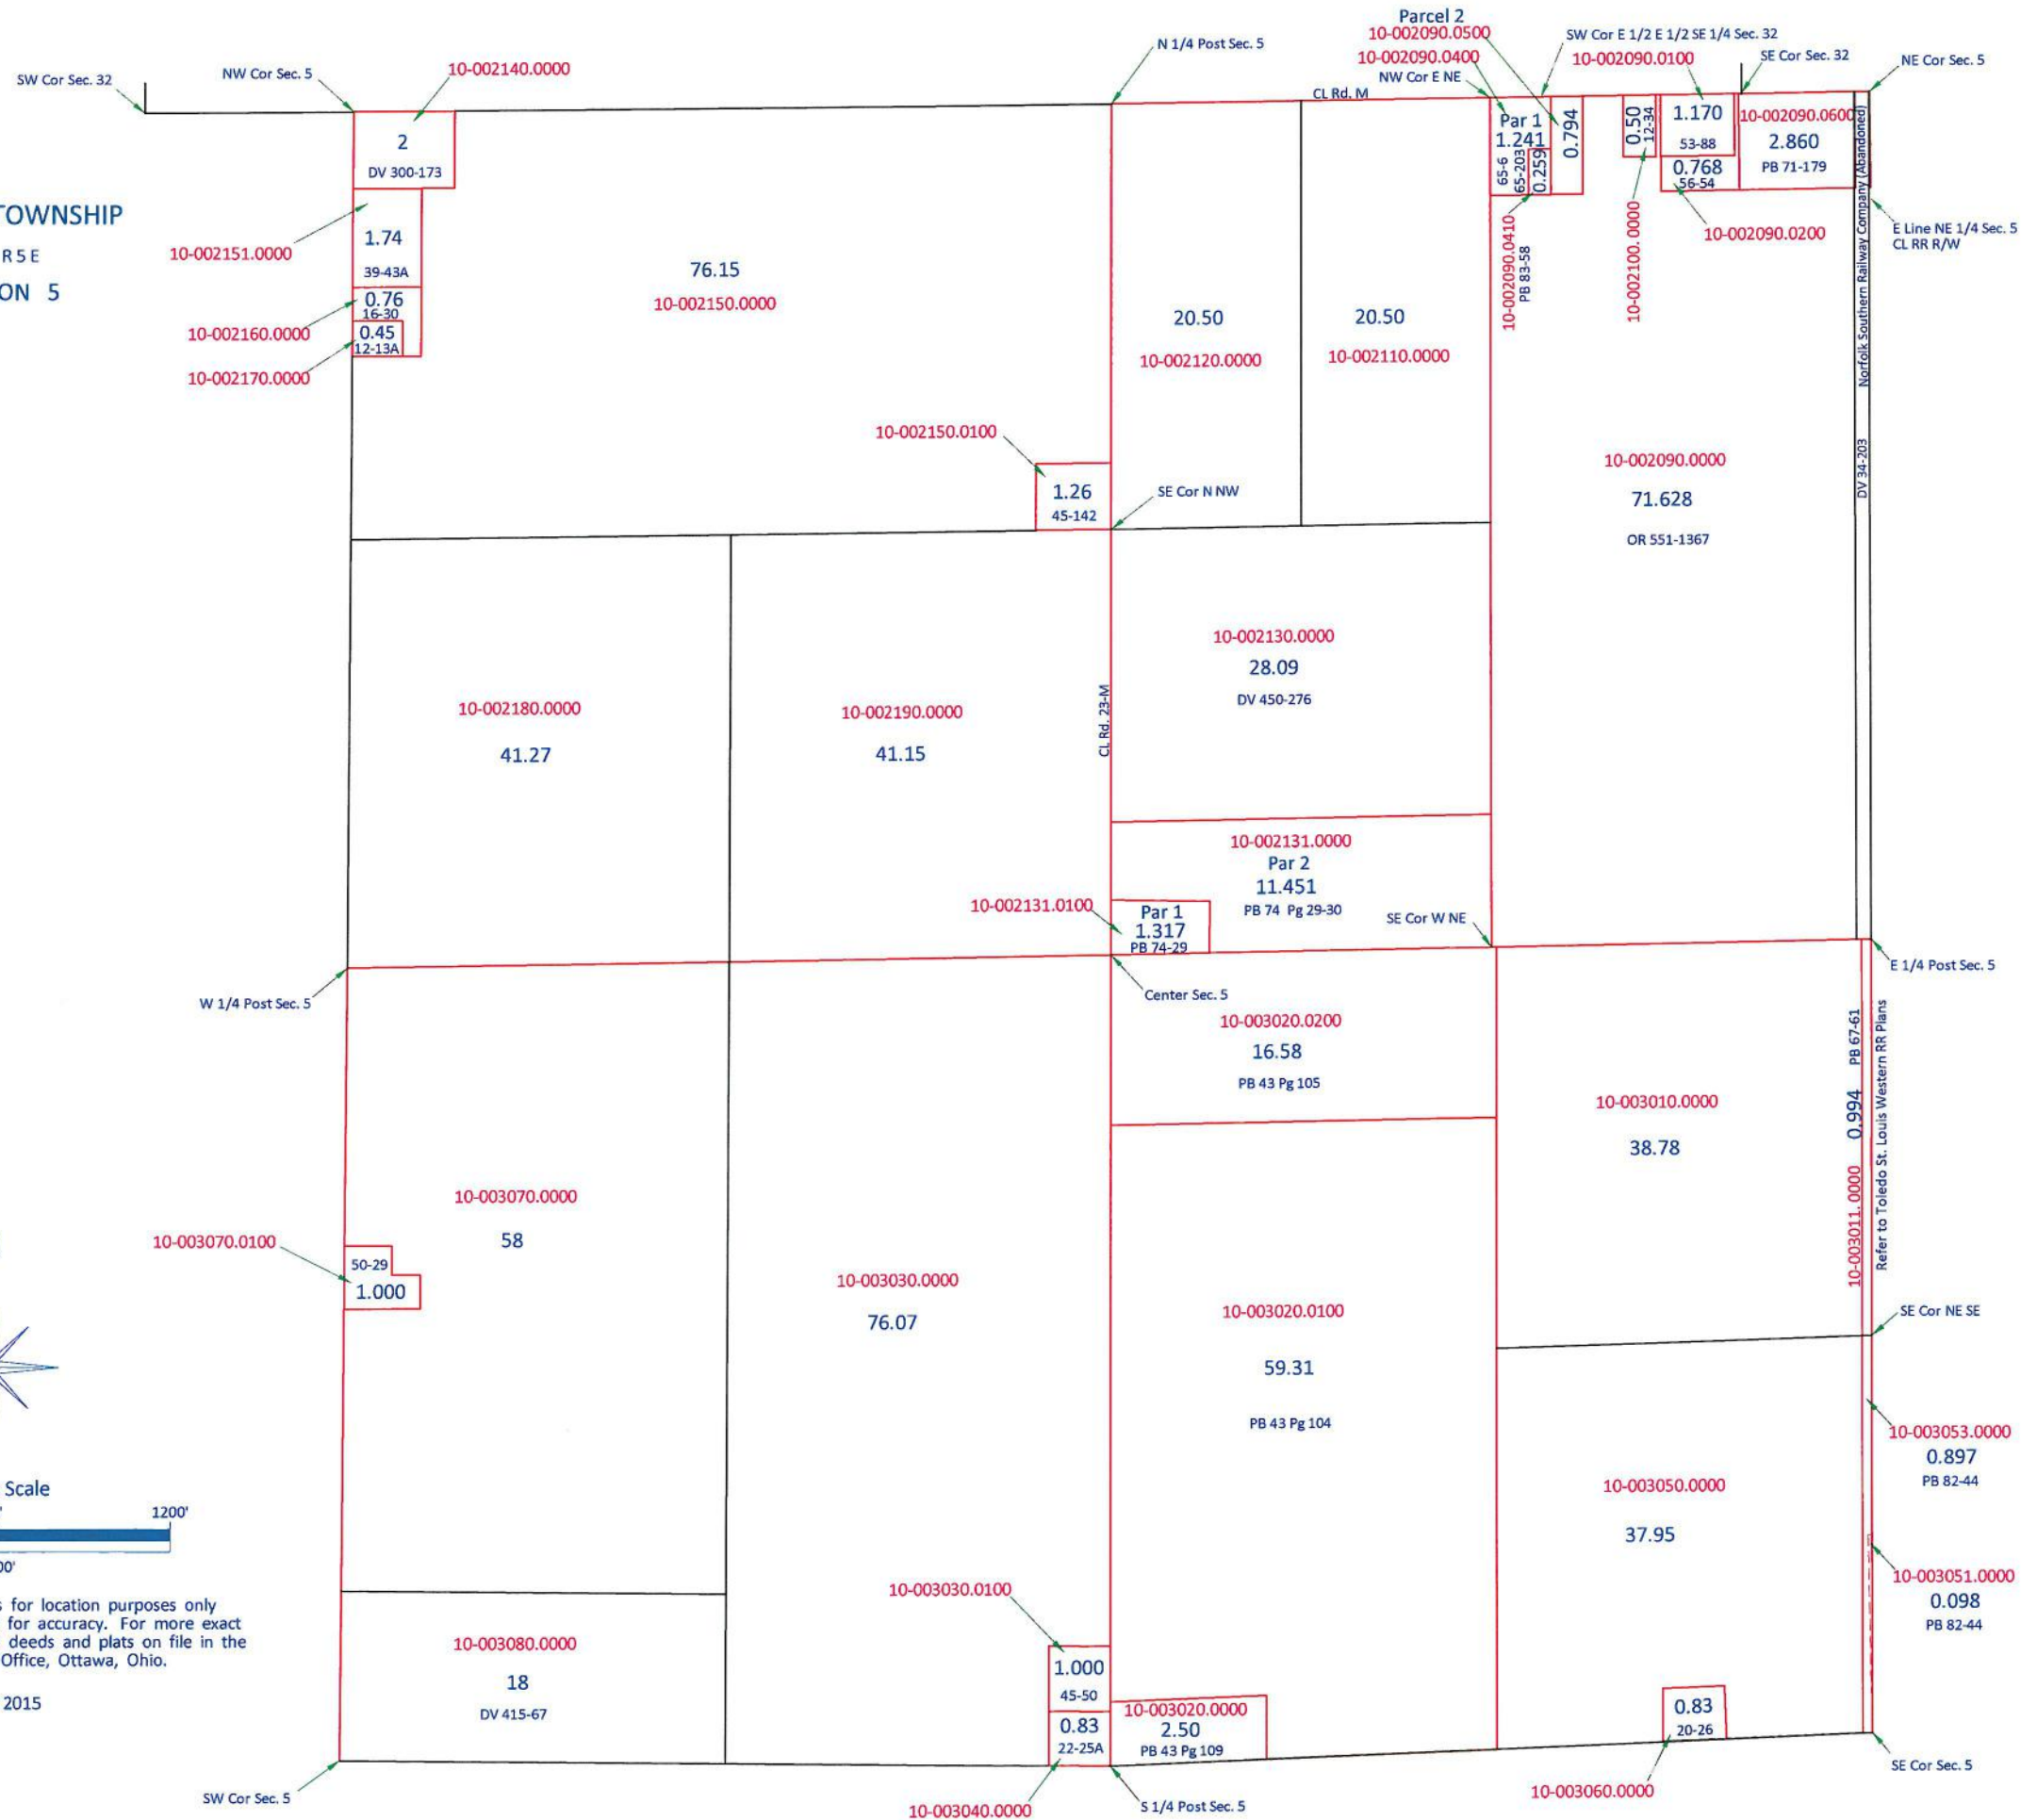 Parcel 2
10-002090.0500
10-002090.0400
NW Cor E NE
SW Cor E 1/2 E 1/2 SE 1/4 Sec. 32
10-002090.0100
SE Cor Sec. 32
NE Cor Sec. 5
N 1/4 Post Sec. 5
10-002140.0000
NW Cor Sec. 5
SW Cor Sec. 32
CL Rd. M
2
DV 300-173
TOWNSHIP
R 5 E
ON 5
10-002151.0000
1.74
39-43A
10-002160.0000
0.76
16-30
10-002170.0000
0.45
12-13A
76.15
10-002150.0000
10-002150.0100
1.26
45-142
SE Cor N NW
20.50
10-002120.0000
20.50
10-002110.0000
Par 1
1.241
65-6
65-203
0.259
0.794
10-002090.0410
PB 83-58
0.50
12-34
10-002100.0000
1.170
53-88
0.768
56-54
10-002090.0200
10-002090.0600
2.860
PB 71-179
Norfolk Southern Railway Company (Abandoned)
DV 34-203
E Line NE 1/4 Sec. 5
CL RR R/W
10-002090.0000
71.628
OR 551-1367
10-002180.0000
41.27
10-002190.0000
41.15
CL Rd. 23-M
10-002130.0000
28.09
DV 450-276
10-002131.0000
Par 2
11.451
PB 74 Pg 29-30
10-002131.0100
Par 1
1.317
PB 74-29
SE Cor W NE
W 1/4 Post Sec. 5
Center Sec. 5
E 1/4 Post Sec. 5
10-003020.0200
16.58
PB 43 Pg 105
10-003010.0000
38.78
10-003011.0000
0.994
PB 67-61
Refer to Toledo St. Louis Western RR Plans
10-003070.0000
58
10-003070.0100
50-29
1.000
10-003030.0000
76.07
10-003020.0100
59.31
PB 43 Pg 104
SE Cor NE SE
10-003053.0000
0.897
PB 82-44
10-003050.0000
37.95
10-003051.0000
0.098
PB 82-44
Scale
1200'
00'
for location purposes only
for accuracy. For more exact
deeds and plats on file in the
Office, Ottawa, Ohio.
2015
10-003080.0000
18
DV 415-67
10-003030.0100
1.000
45-50
0.83
22-25A
10-003020.0000
2.50
PB 43 Pg 109
0.83
20-26
10-003060.0000
SW Cor Sec. 5
10-003040.0000
S 1/4 Post Sec. 5
SE Cor Sec. 5